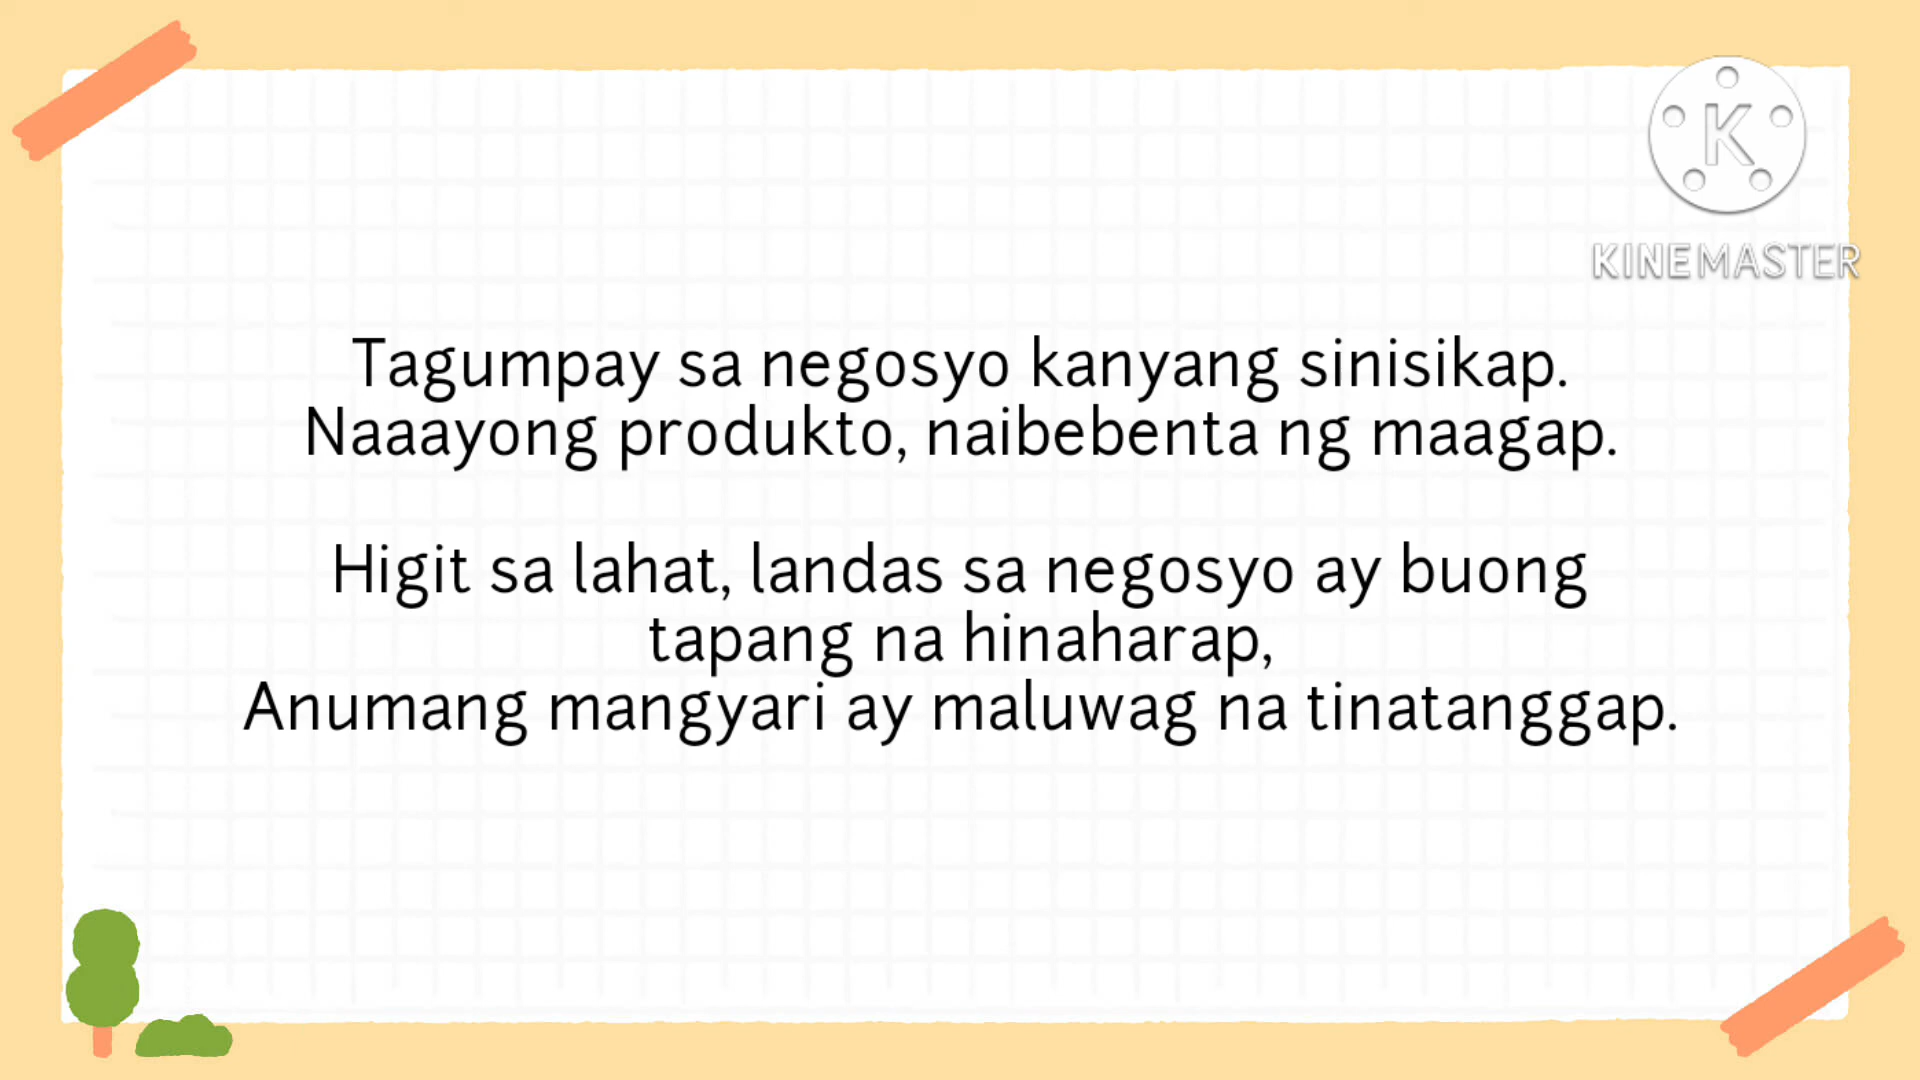 K
KINEMASTER
Tagumpay sa negosyo kanyang sinisikap.
Naaayong produkto, naibebenta ng maagap.
Higit sa lahat, landas sa negosyo ay buong
tapang na hinaharap,
Anumang mangyari ay maluwag na tinatanggap.